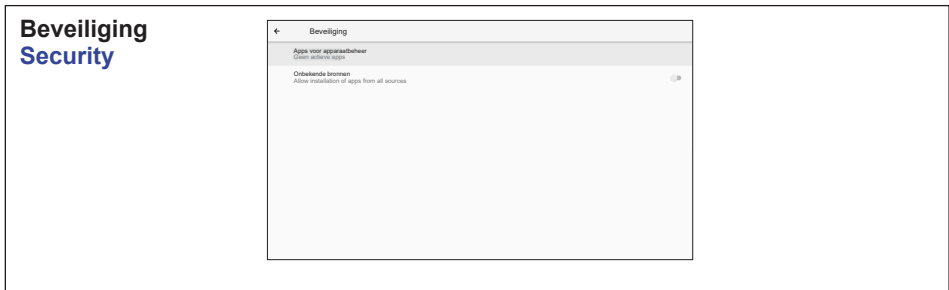 Beveiliging
Security
Beveiliging
Apps voor apparaatbeheer
Geen actieve apps
Onbekende bronnen
Allow installation of apps from all sources